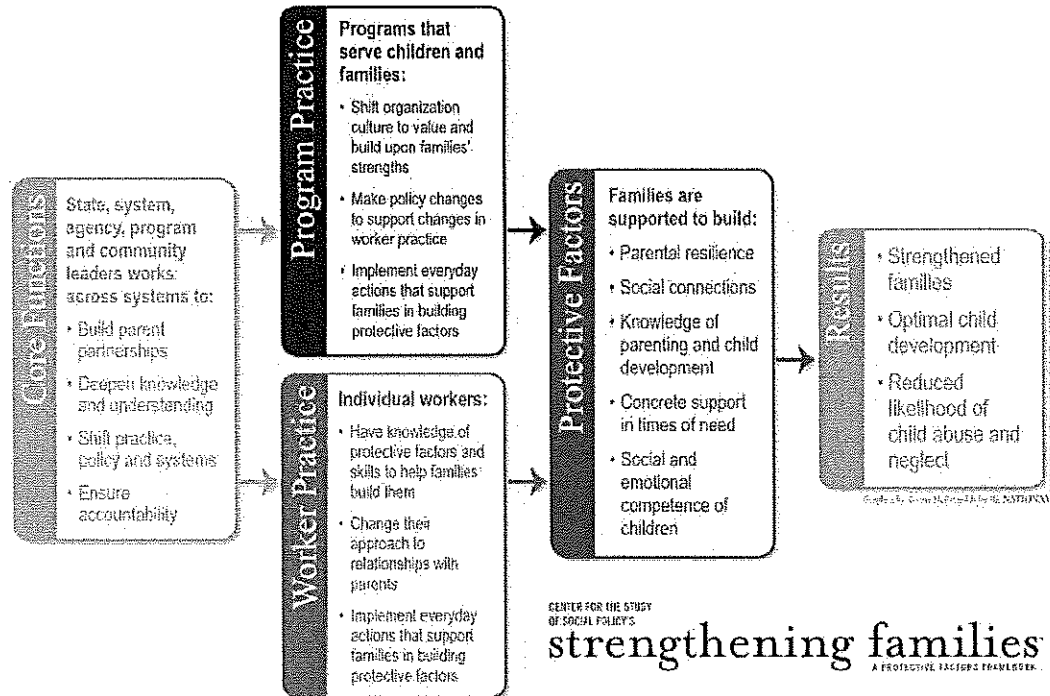 Core Functions
State, system,
agency, program
and community
leaders works
across systems to:
• Build parent
partnerships
• Deepen knowledge
and understanding
• Shift practice,
policy and systems
• Ensure
accountability
Program Practice
Programs that
serve children and
families:
• Shift organization
culture to value and
build upon families'
strengths
• Make policy changes
to support changes in
worker practice
• Implement everyday
actions that support
families in building
protective factors
Worker Practice
Individual workers:
• Have knowledge of
protective factors and
skills to help families
build them
• Change their
approach to
relationships with
parents
• Implement everyday
actions that support
families in building
protective factors
Protective Factors
Families are
supported to build:
• Parental resilience
• Social connections
• Knowledge of
parenting and child
development
• Concrete support
in times of need
• Social and
emotional
competence of
children
Results
• Strengthened
families
• Optimal child
development
• Reduced
likelihood of
child abuse and
neglect
NATIONAL
CENTER FOR THE STUDY
OF SOCIAL POLICY'S
strengthening families
A PROTECTIVE FACTORS FRAMEWORK